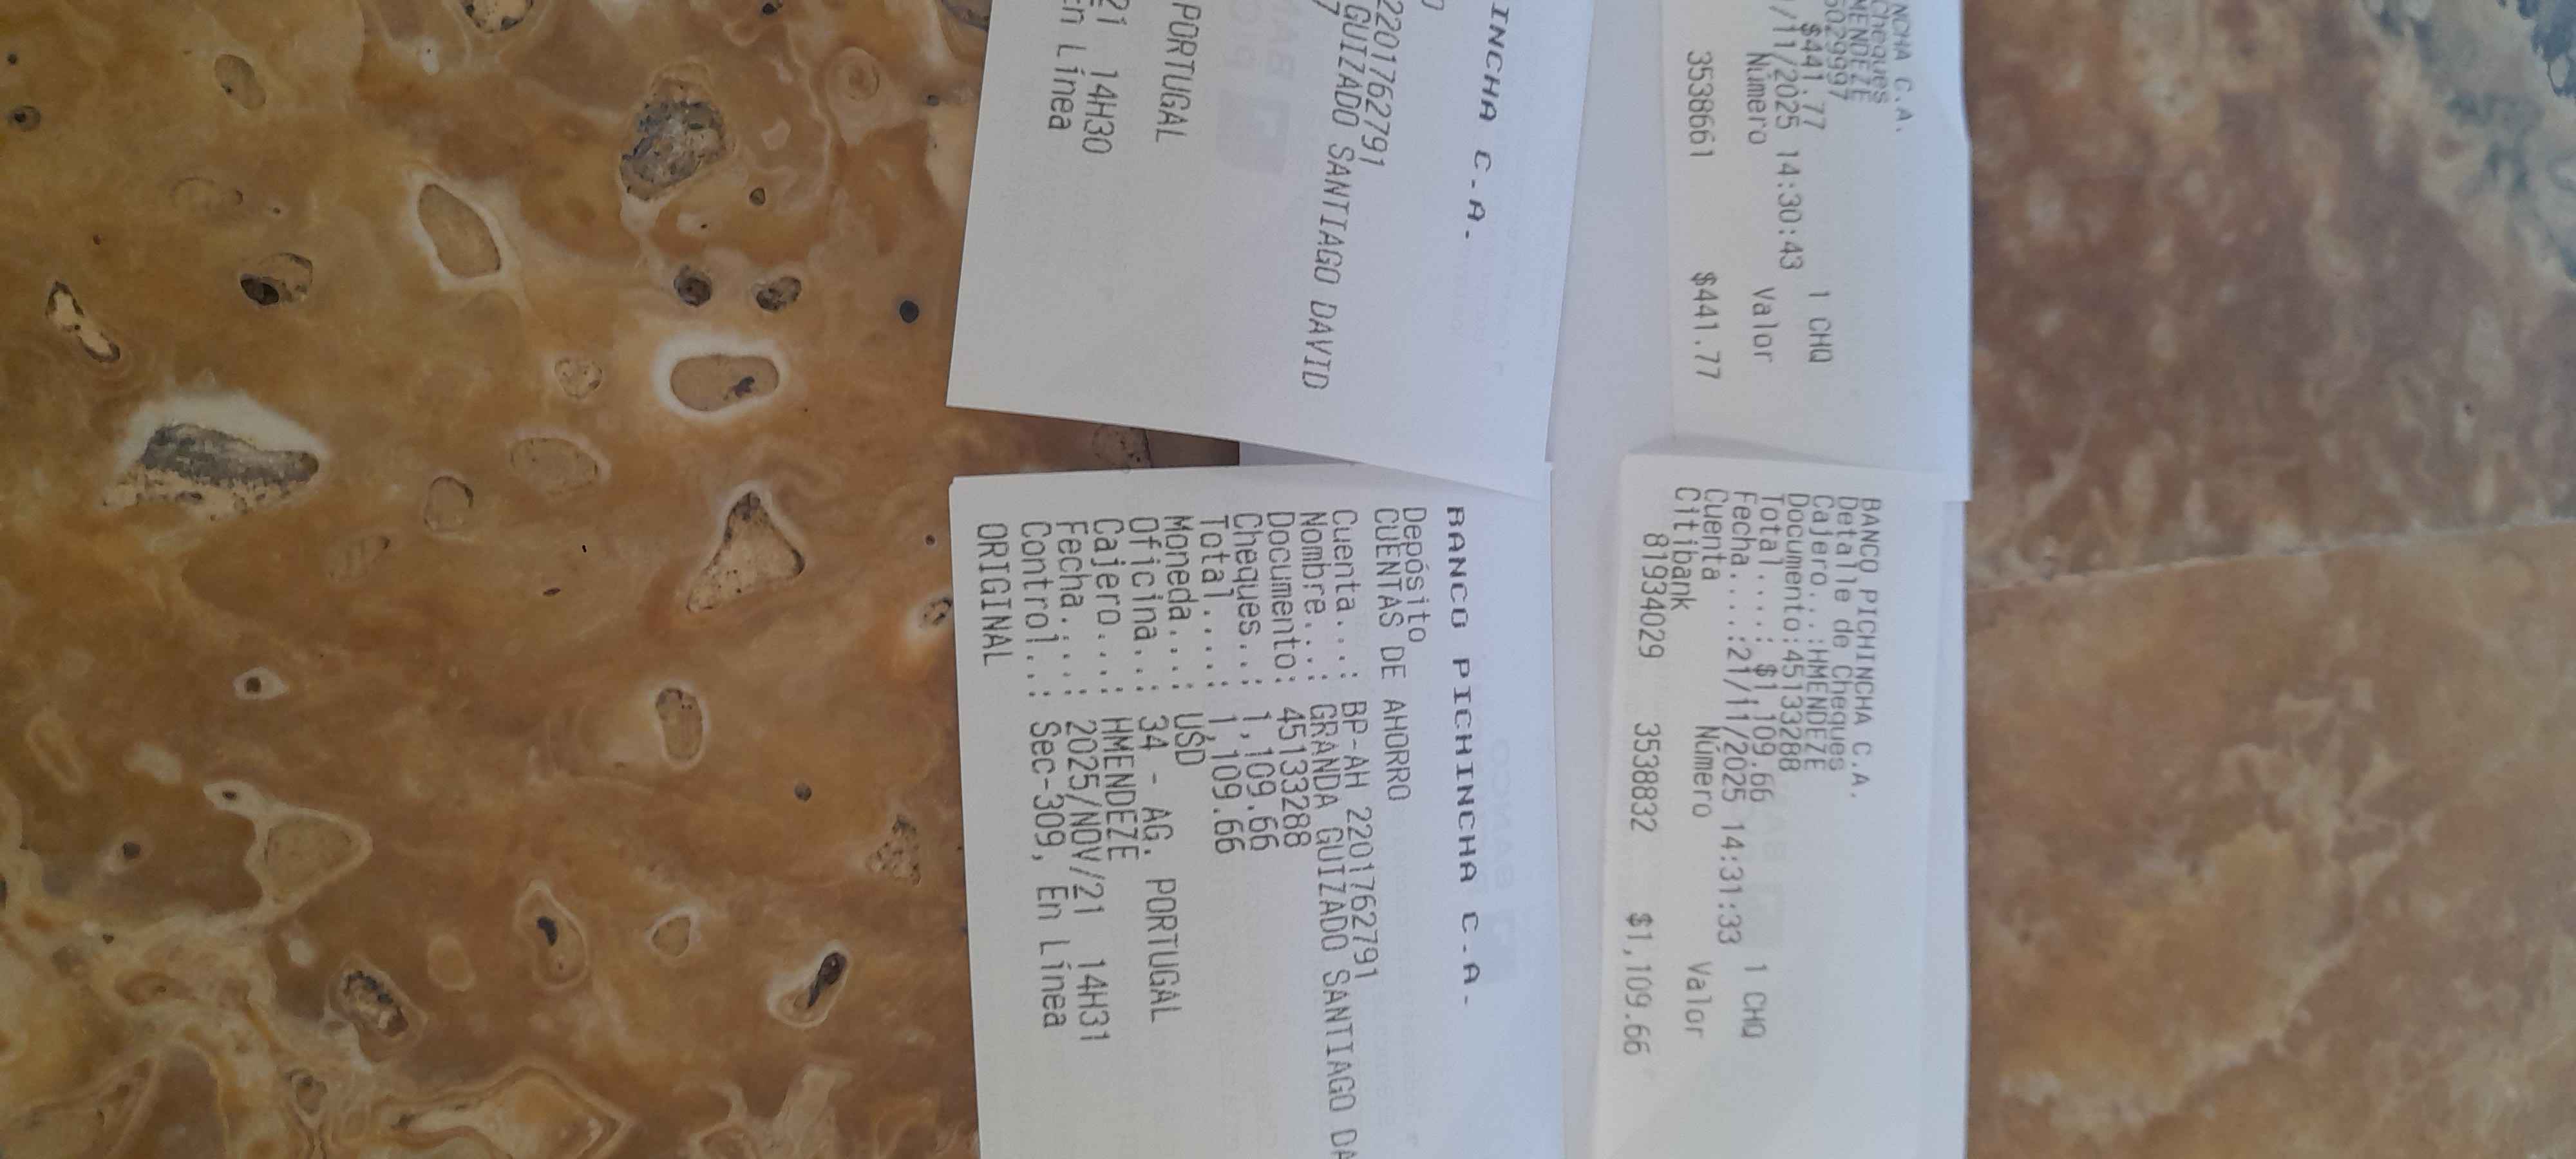 INCHA C.A.
2201762791
GUIZADO SANTIAGO DAVID
7
PORTUGAL
21 14H30
En Línea
NCHA C.A.
Cheques
MENDEZE
6029997
$441.77 1 CHQ
/11/2025 14:30:43
Número Valor
3538661 $441.77
BANCO PICHINCHA C.A.
Depósito
CUENTAS DE AHORRO
Cuenta...: BP-AH 2201762791
Nombre...: GRANDA GUIZADO SANTIAGO DA
Documento: 45133288
Cheques..: 1,109.66
Total....: 1,109.66
Moneda...: USD
Oficina..: 34 - AG. PORTUGAL
Cajero...: HMENDEZE
Fecha....: 2025/NOV/21 14H31
Control..: Sec-309, En Línea
ORIGINAL
BANCO PICHINCHA C.A.
Detalle de Cheques
Cajero...:HMENDEZE
Documento:45133288
Total....: $1,109.66 1 CHQ
Fecha....:21/11/2025 14:31:33
Cuenta Número Valor
Citibank
81934029 3538832 $1,109.66